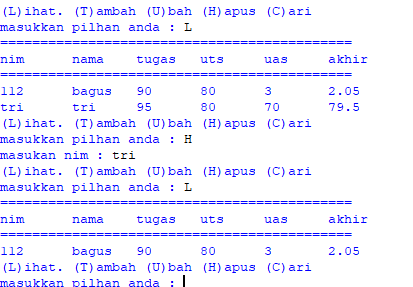 (L)ihat. (T)ambah (U)bah (H)apus (C)ari
masukkan pilhan anda : L
============================================
nim nama tugas uts uas akhir
============================================
112 bagus 90 80 3 2.05
tri tri 95 80 70 79.5
(L)ihat. (T)ambah (U)bah (H)apus (C)ari
masukkan pilhan anda : H
masukan nim : tri
(L)ihat. (T)ambah (U)bah (H)apus (C)ari
masukkan pilhan anda : L
============================================
nim nama tugas uts uas akhir
============================================
112 bagus 90 80 3 2.05
(L)ihat. (T)ambah (U)bah (H)apus (C)ari
masukkan pilhan anda :